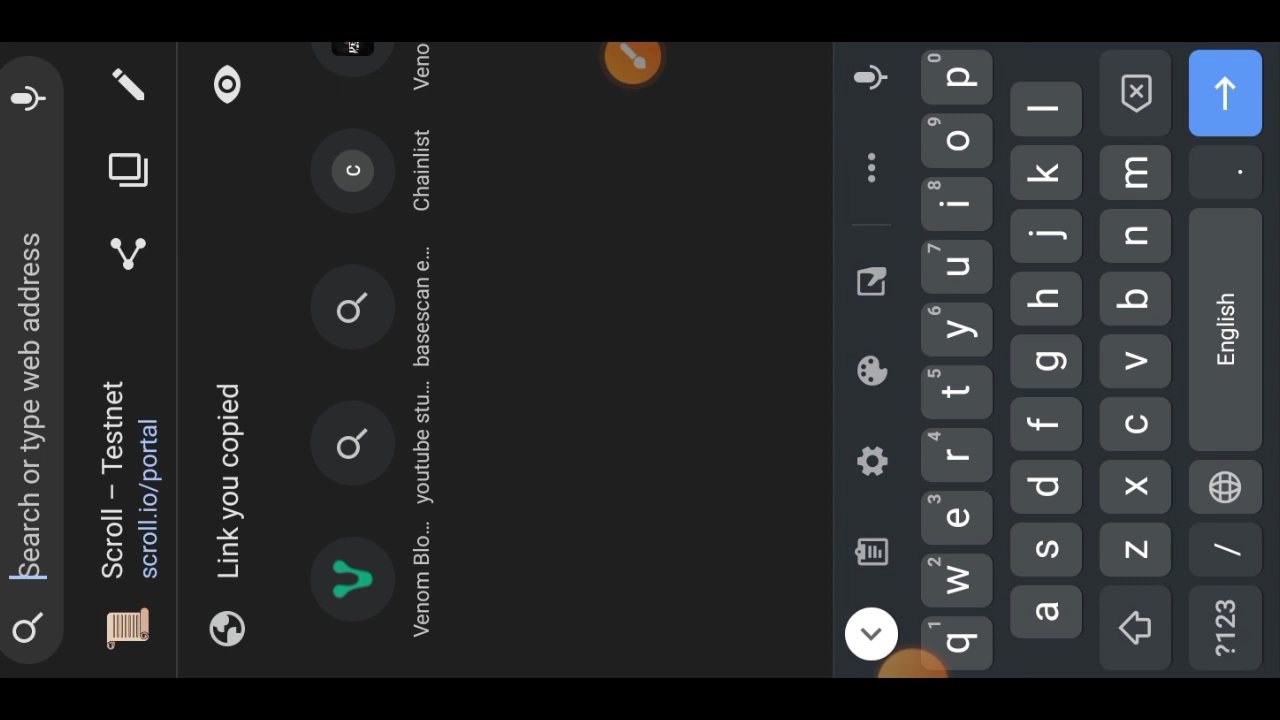 Search or type web address
Scroll – Testnet
scroll.io/portal
Link you copied
Venom Blo...
youtube stu...
basescan e...
Chainlist
Veno
C
q 1 w 2 e 3 r 4 t 5 y 6 u 7 i 8 o 9 p 0
a s d f g h j k l
z x c v b n m
?123 / English .